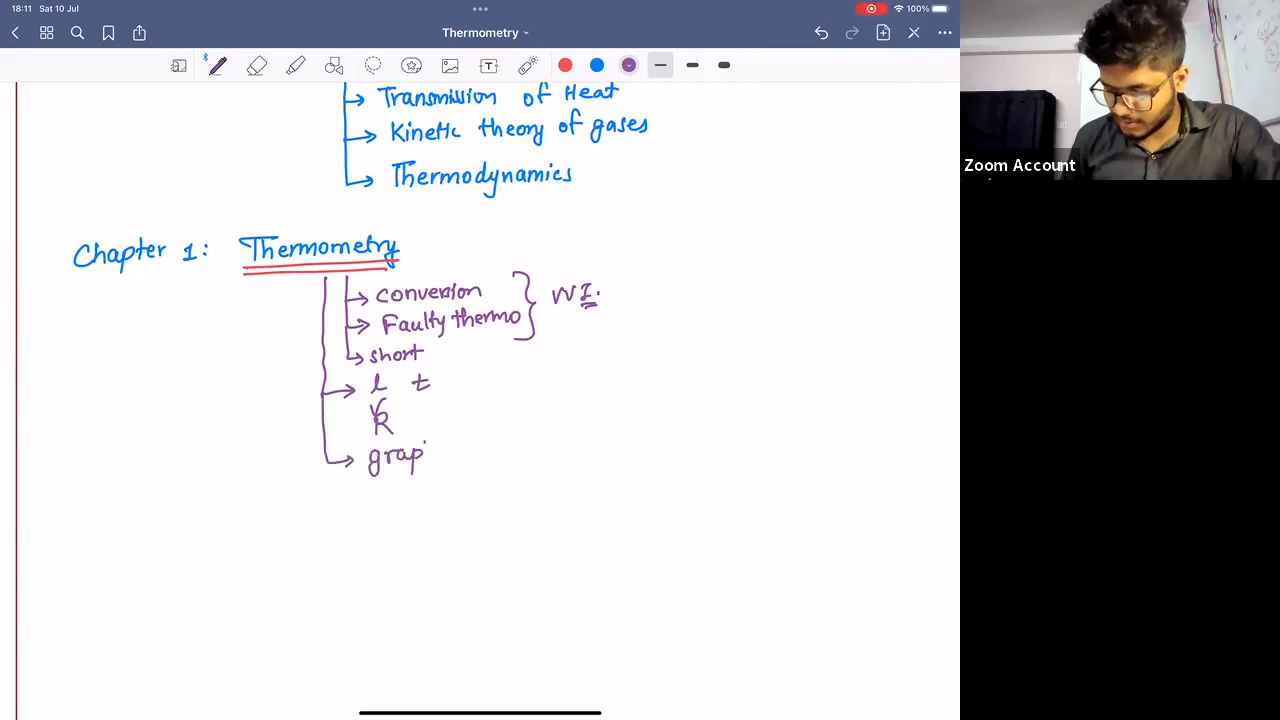 18:11 Sat 10 Jul
100%
Thermometry
Transmission of Heat
Kinetic theory of gases
Thermodynamics
Zoom Account
Chapter 1: Thermometry
Conversion
Faulty thermo
VVI.
short
l t
R
grap